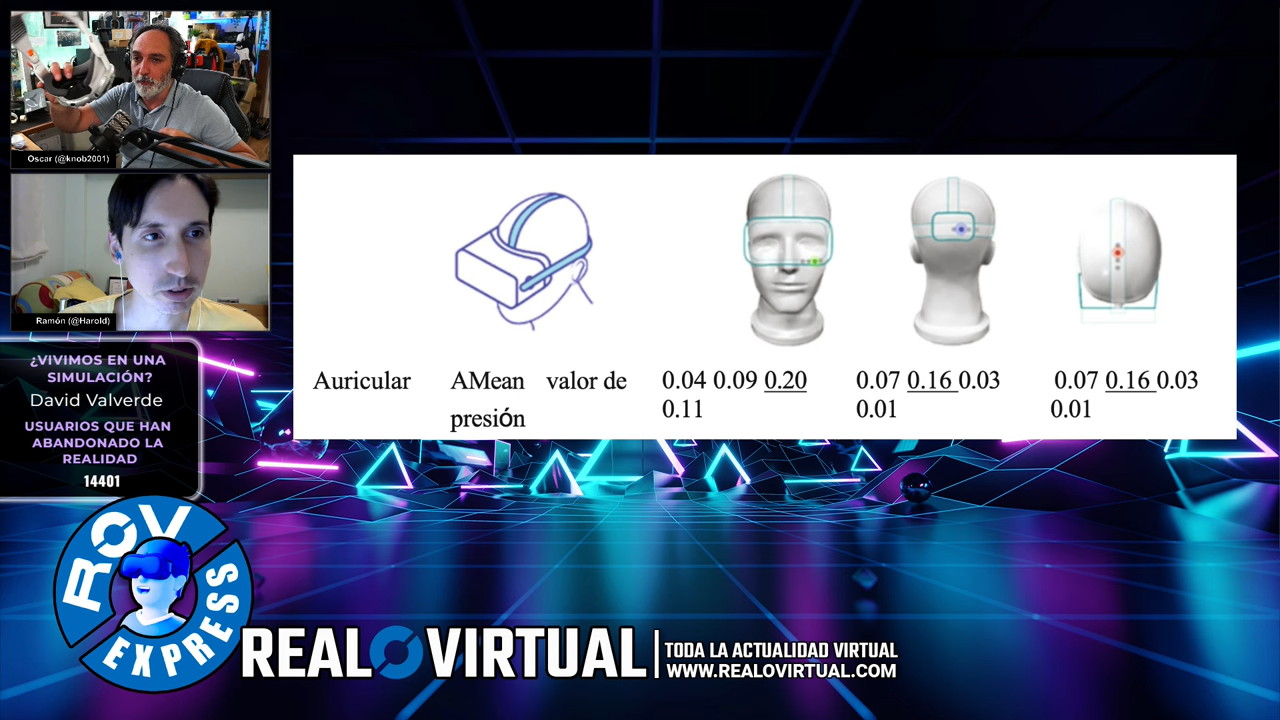 Oscar (@knob2001)
Ramón (@Harold)
¿VIVIMOS EN UNA
SIMULACIÓN?
David Valverde
USUARIOS QUE HAN
ABANDONADO LA
REALIDAD
14401
Auricular
AMean valor de
presión
0.04 0.09 0.20
0.11
0.07 0.16 0.03
0.01
0.07 0.16 0.03
0.01
ROV
EXPRESS
REAL O VIRTUAL
TODA LA ACTUALIDAD VIRTUAL
WWW.REALOVIRTUAL.COM